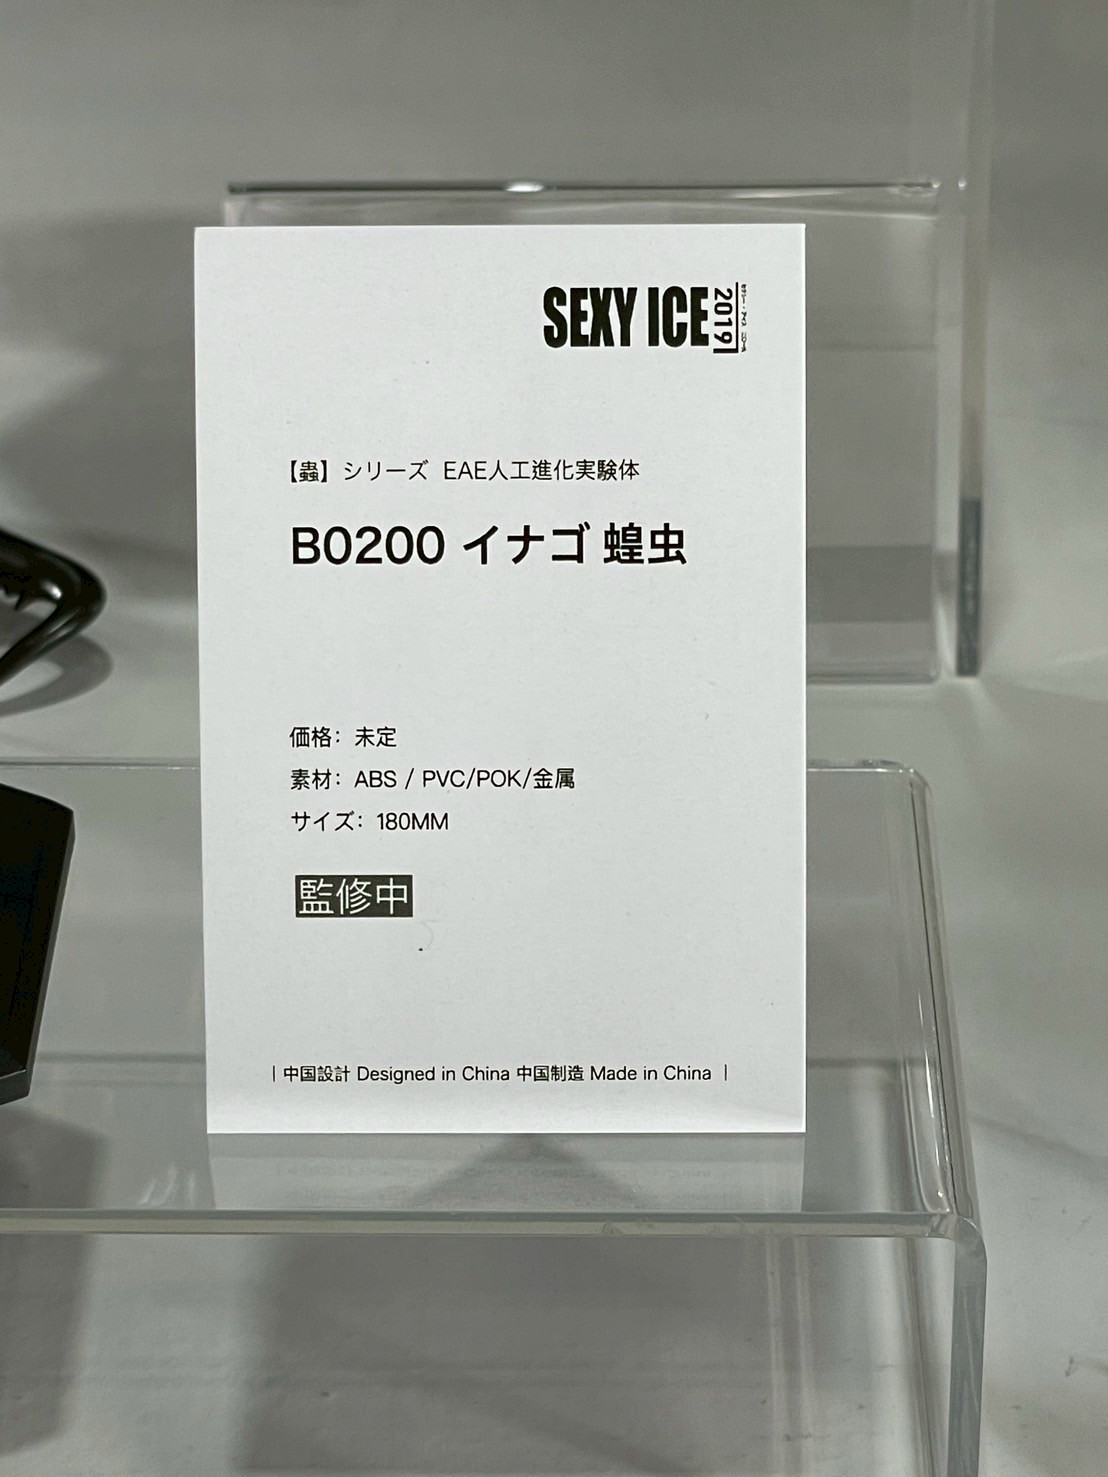 SEXY ICE 2019
【蟲】シリーズ EAE人工進化実験体
B0200 イナゴ 蝗虫
価格：未定
素材：ABS / PVC/POK/金属
サイズ：180MM
監修中
| 中国設計 Designed in China 中国制造 Made in China |